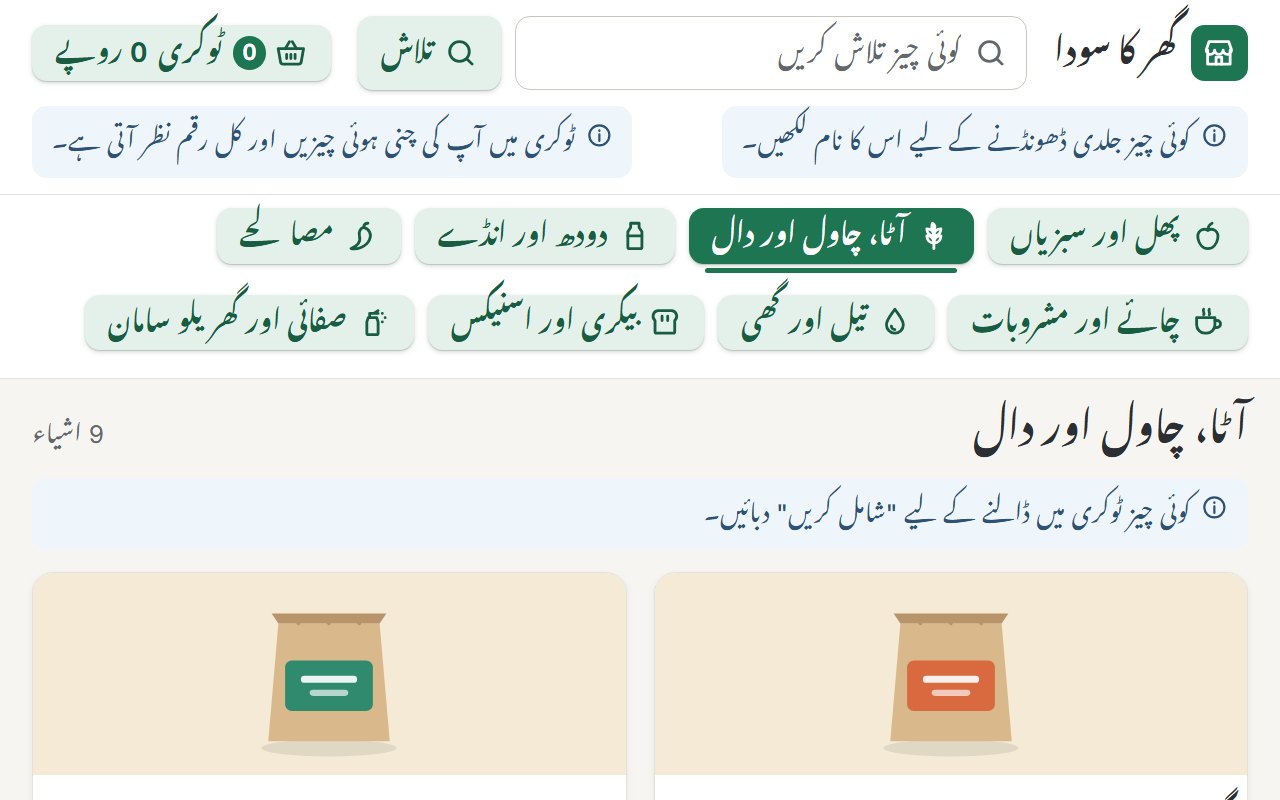 گھر کا سودا
کوئی چیز تلاش کریں
تلاش
0 ٹوکری 0 روپے
کوئی چیز جلدی ڈھونڈنے کے لیے اس کا نام لکھیں۔
ٹوکری میں آپ کی چنی ہوئی چیزیں اور کل رقم نظر آتی ہے۔
پھل اور سبزیاں
آٹا، چاول اور دال
دودھ اور انڈے
مصالحے
چائے اور مشروبات
تیل اور گھی
بیکری اور اسنیکس
صفائی اور گھریلو سامان
آٹا، چاول اور دال
9 اشیاء
کوئی چیز ٹوکری میں ڈالنے کے لیے "شامل کریں" دبائیں۔